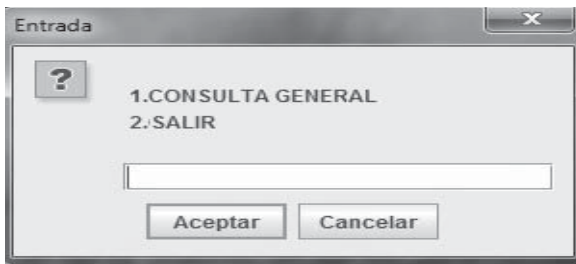 Entrada
?
1.CONSULTA GENERAL
2.SALIR
Aceptar Cancelar